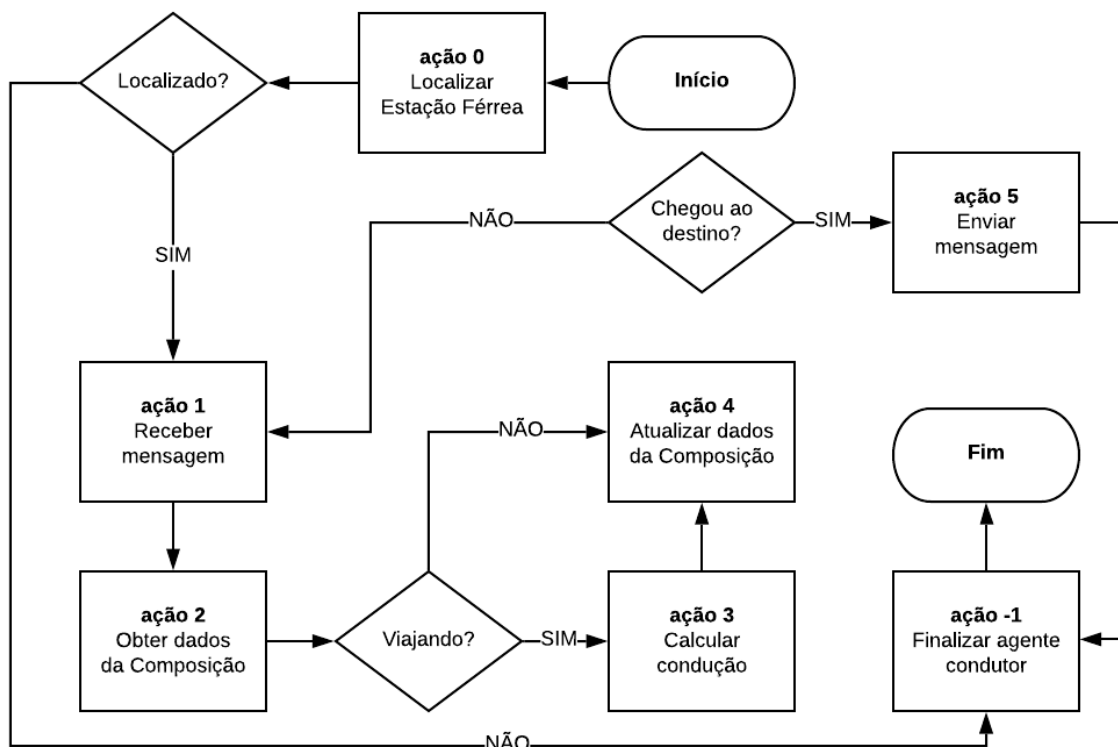 Localizado?
ação 0
Localizar
Estação Férrea
Início
NÃO
Chegou ao
destino?
SIM
ação 5
Enviar
mensagem
SIM
ação 1
Receber
mensagem
NÃO
ação 4
Atualizar dados
da Composição
Fim
ação 2
Obter dados
da Composição
Viajando?
SIM
ação 3
Calcular
condução
ação -1
Finalizar agente
condutor
NÃO